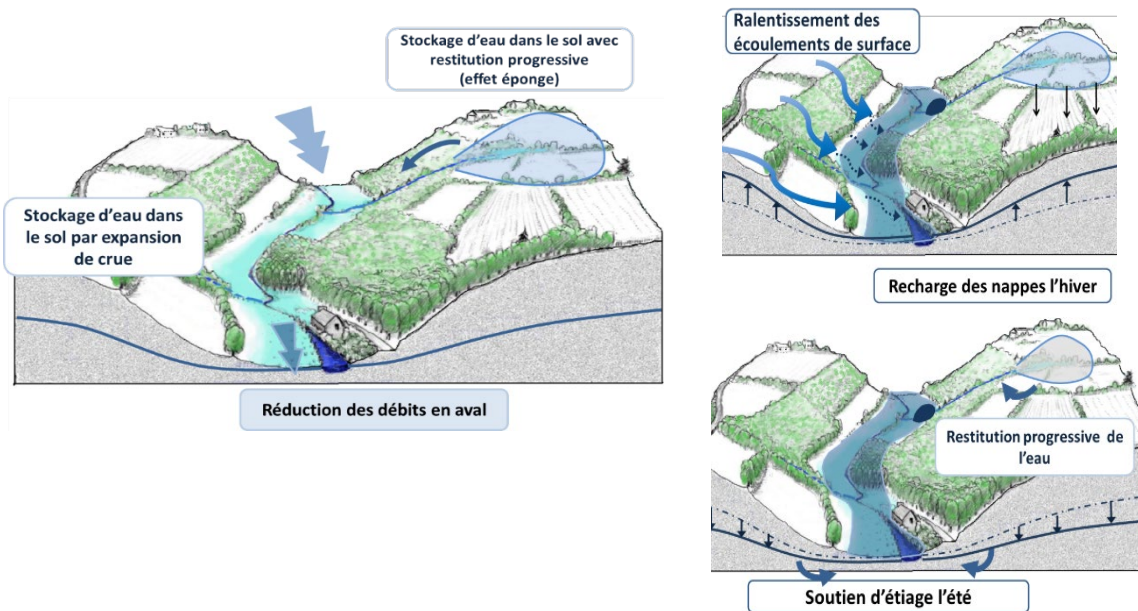 Stockage d'eau dans le sol avec
restitution progressive
(effet éponge)
Stockage d'eau dans
le sol par expansion
de crue
Réduction des débits en aval
Ralentissement des
écoulements de surface
Recharge des nappes l'hiver
Restitution progressive de
l'eau
Soutien d'étiage l'été